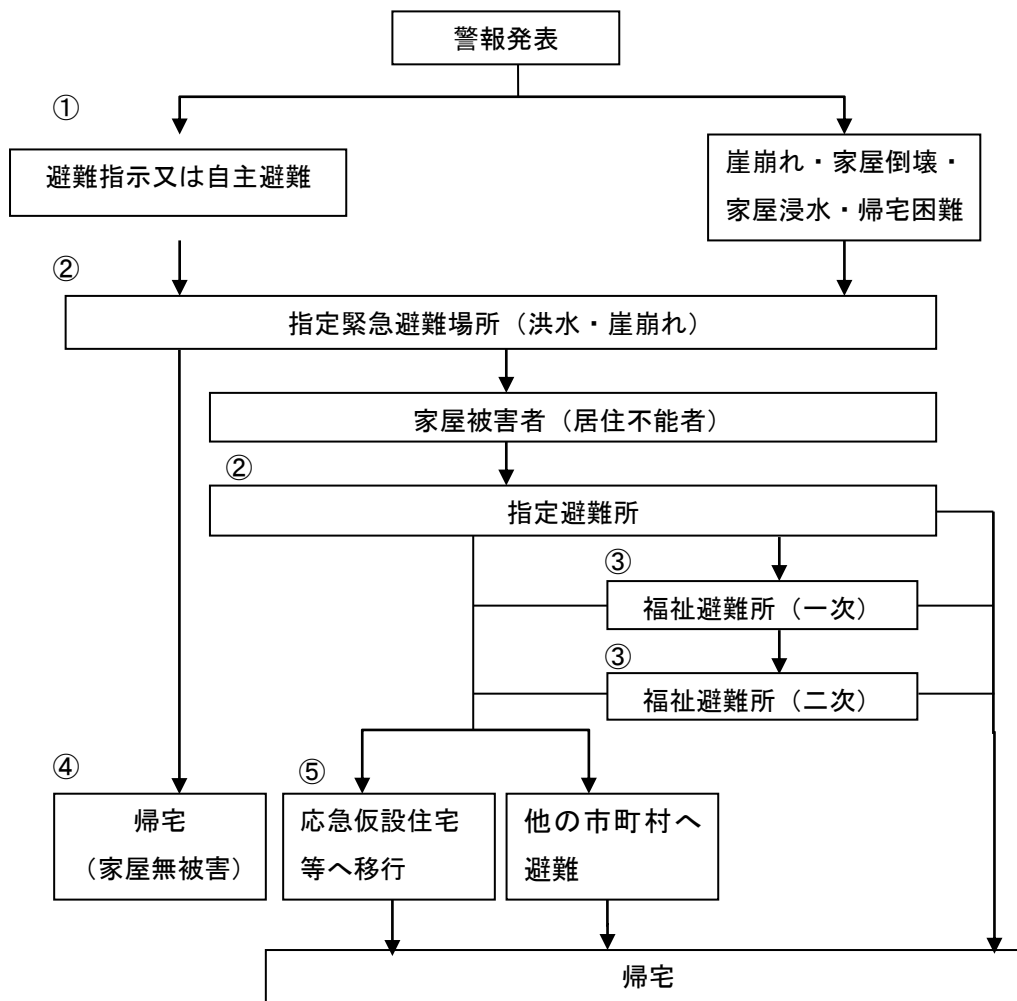 警報発表
①
避難指示又は自主避難
崖崩れ・家屋倒壊・
家屋浸水・帰宅困難
②
指定緊急避難場所（洪水・崖崩れ）
家屋被害者（居住不能者）
②
指定避難所
③
福祉避難所（一次）
③
福祉避難所（二次）
④
帰宅
（家屋無被害）
⑤
応急仮設住宅
等へ移行
他の市町村へ
避難
帰宅